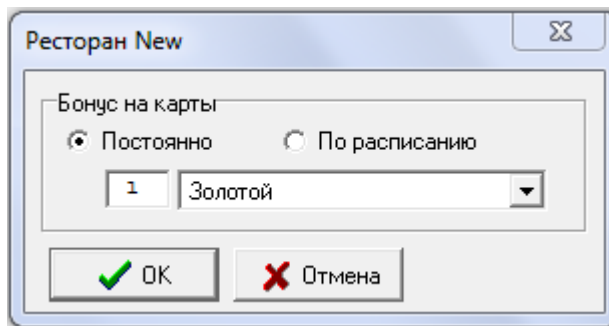 Ресторан New
Бонус на карты
Постоянно По расписанию
1 Золотой
OK Отмена